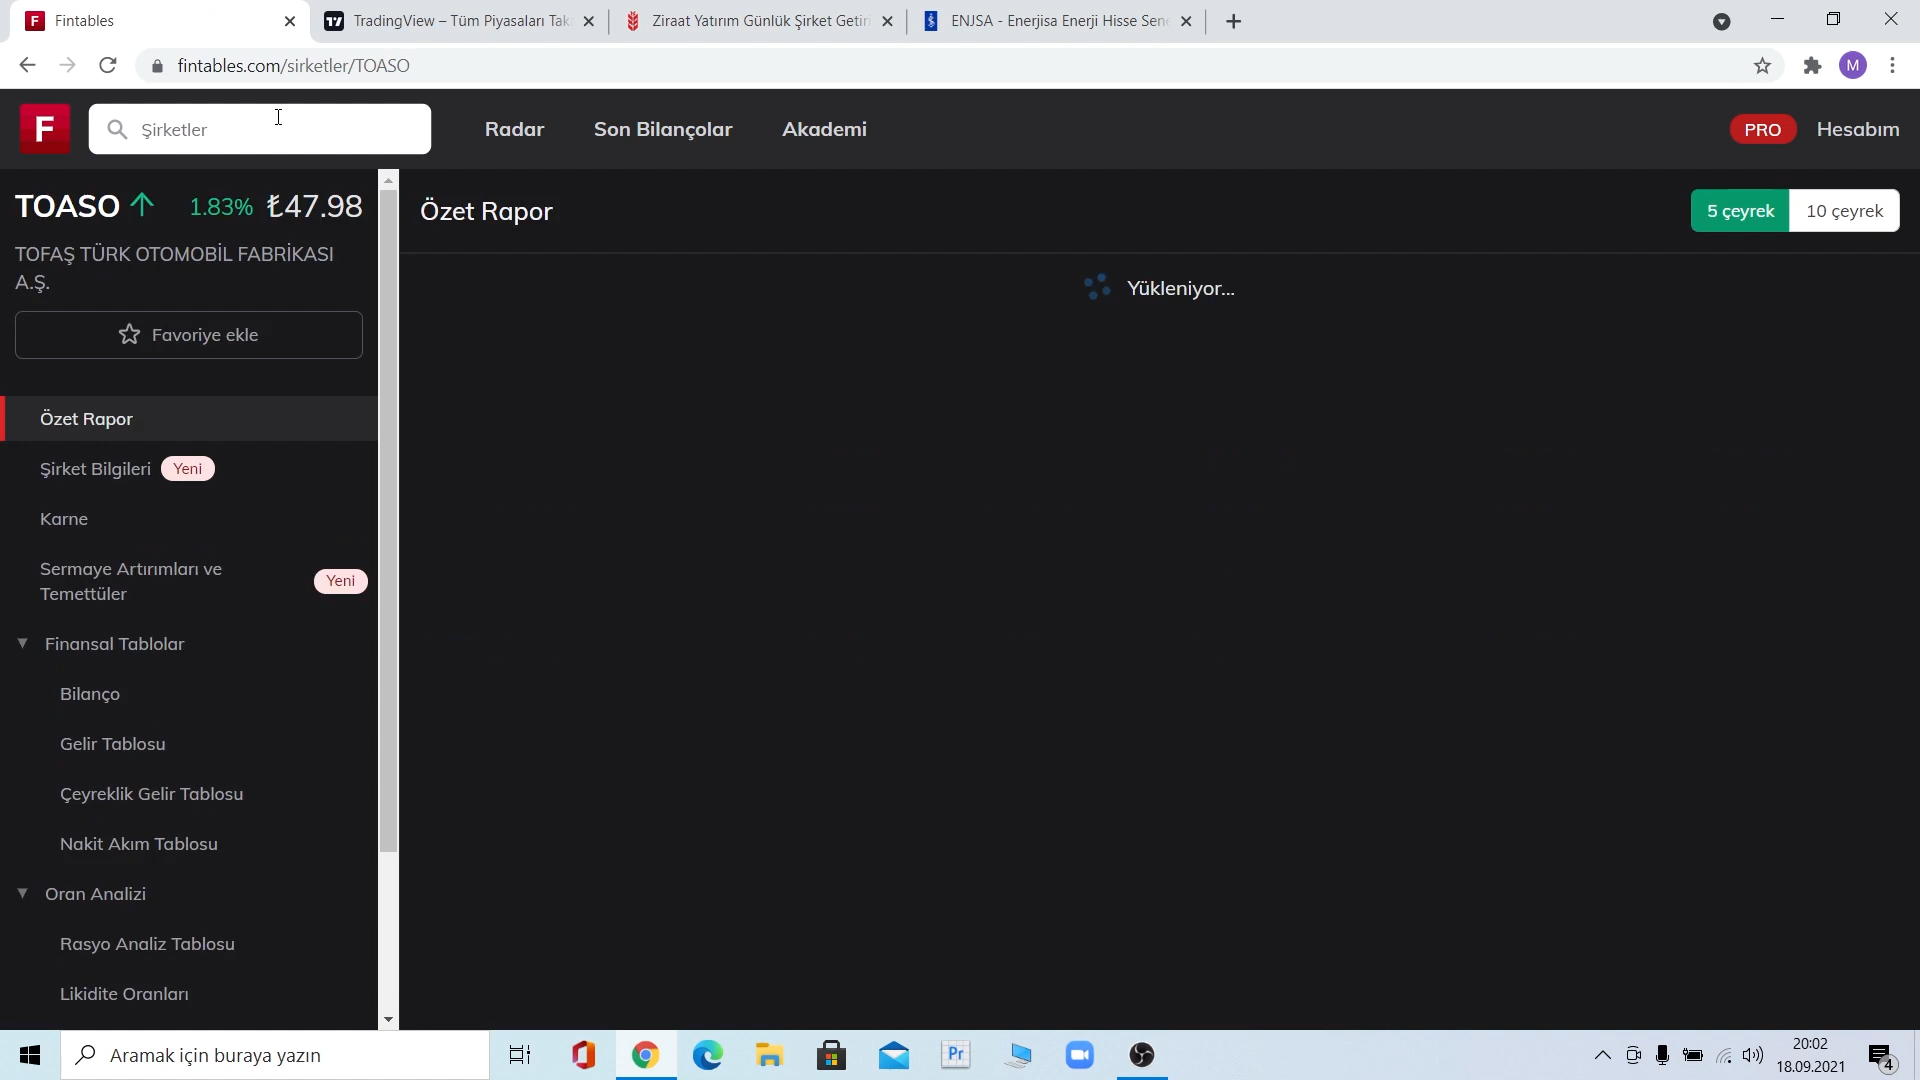 F
Fintables
TradingView – Tüm Piyasaları Tak
Ziraat Yatırım Günlük Şirket Getiri
$
ENJSA - Enerjisa Enerji Hisse Sene
fintables.com/sirketler/TOASO
M
F
Şirketler
Radar
Son Bilançolar
Akademi
PRO
Hesabım
TOASO
1.83%
₺47.98
TOFAŞ TÜRK OTOMOBİL FABRİKASI
A.Ş.
Favoriye ekle
Özet Rapor
Şirket Bilgileri
Yeni
Karne
Sermaye Artırımları ve
Temettüler
Yeni
Finansal Tablolar
Bilanço
Gelir Tablosu
Çeyreklik Gelir Tablosu
Nakit Akım Tablosu
Oran Analizi
Rasyo Analiz Tablosu
Likidite Oranları
Özet Rapor
5 çeyrek
10 çeyrek
Yükleniyor...
Aramak için buraya yazın
Pr
20:02
18.09.2021
4